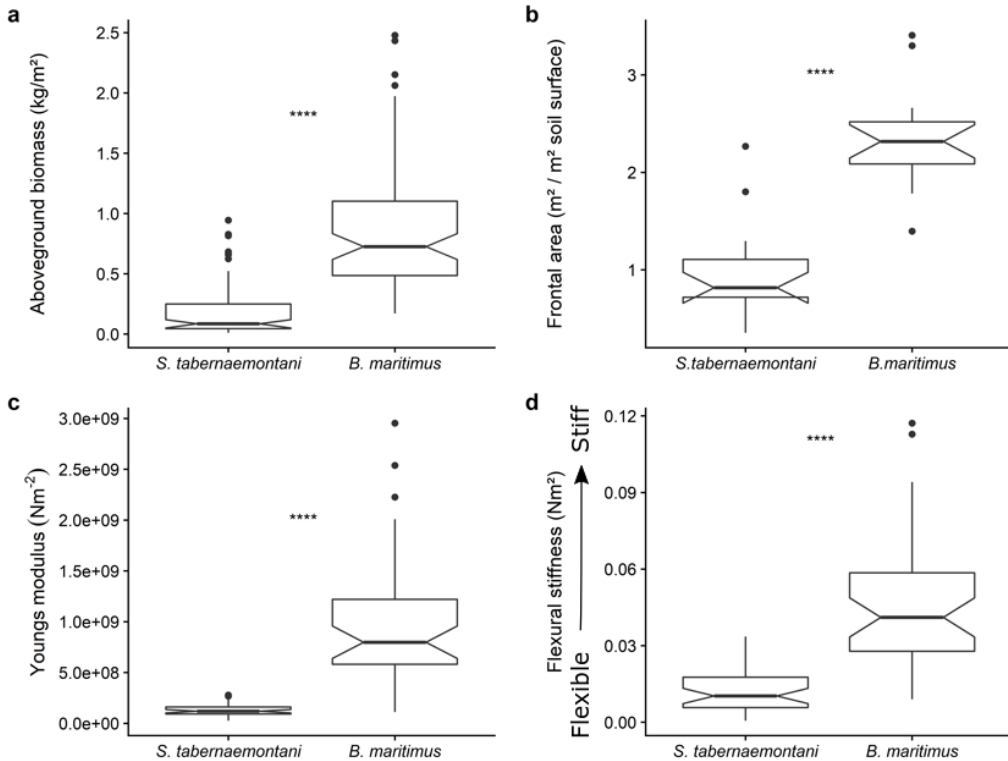 a
Aboveground biomass (kg/m²)
2.5
2.0
1.5
1.0
0.5
0.0
****
S. tabernaemontani
B. maritimus
b
Frontal area (m² / m² soil surface)
3
2
1
****
S.tabernaemontani
B.maritimus
c
Youngs modulus (Nm⁻²)
3.0e+09
2.5e+09
2.0e+09
1.5e+09
1.0e+09
5.0e+08
0.0e+00
****
S. tabernaemontani
B. maritimus
d
Flexural stiffness (Nm²)
Flexible
Stiff
0.12
0.09
0.06
0.03
0.00
****
S. tabernaemontani
B. maritimus